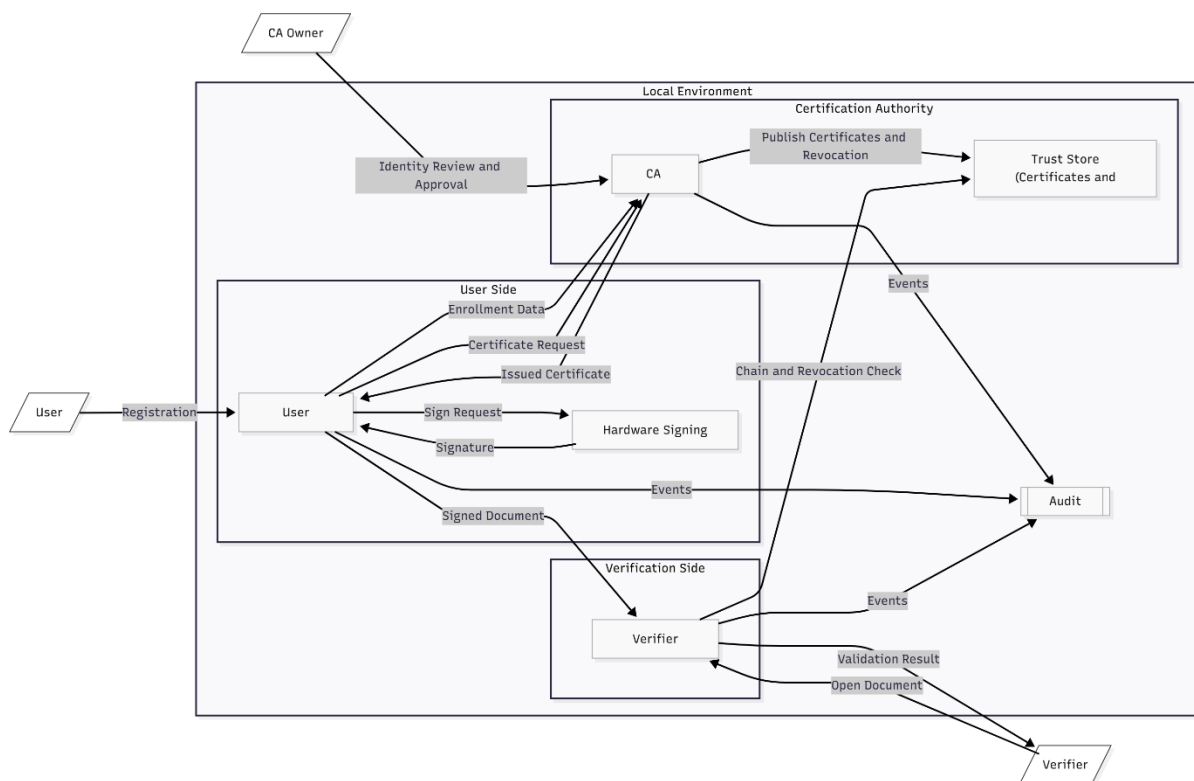 CA Owner
Local Environment
Certification Authority
Publish Certificates and
Revocation
Identity Review and
Approval
CA
Trust Store
(Certificates and
Events
User Side
Enrollment Data
Certificate Request
Issued Certificate
Chain and Revocation Check
User
Registration
User
Sign Request
Hardware Signing
Signature
Events
Audit
Signed Document
Verification Side
Events
Verifier
Validation Result
Open Document
Verifier